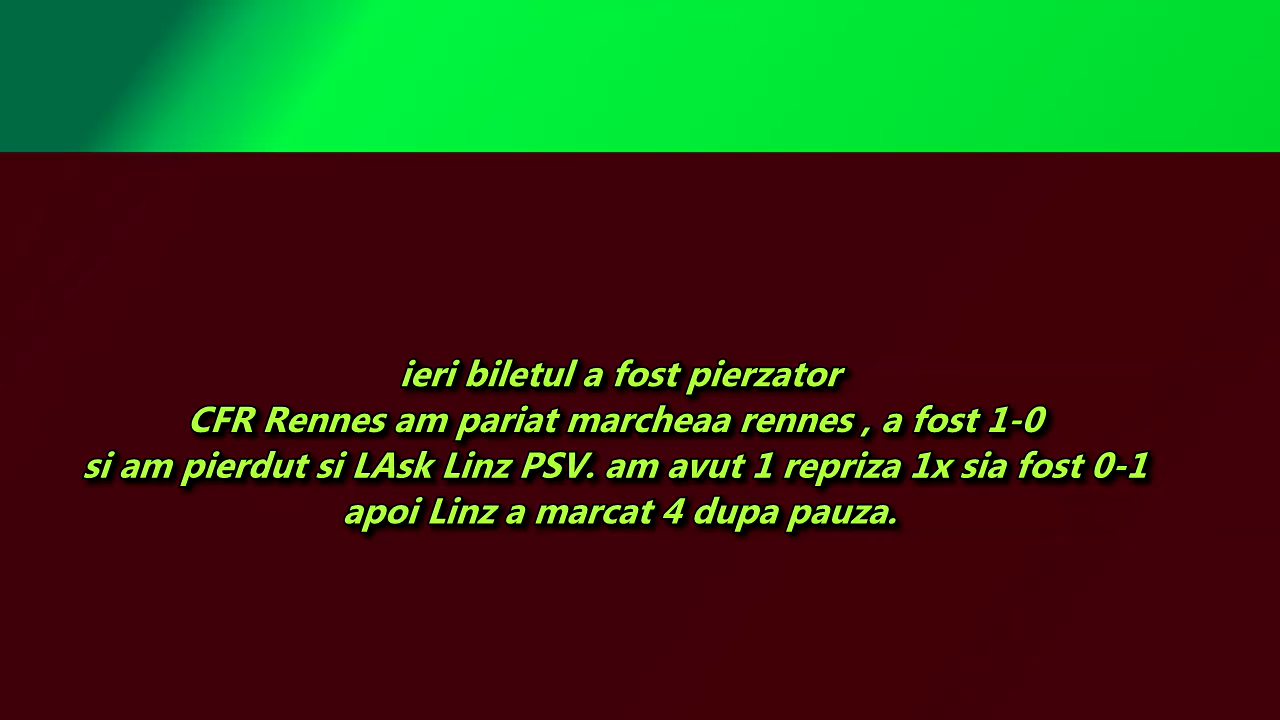 ieri biletul a fost pierzator
CFR Rennes am pariat marcheaa rennes , a fost 1-0
si am pierdut si LAsk Linz PSV. am avut 1 repriza 1x sia fost 0-1
apoi Linz a marcat 4 dupa pauza.